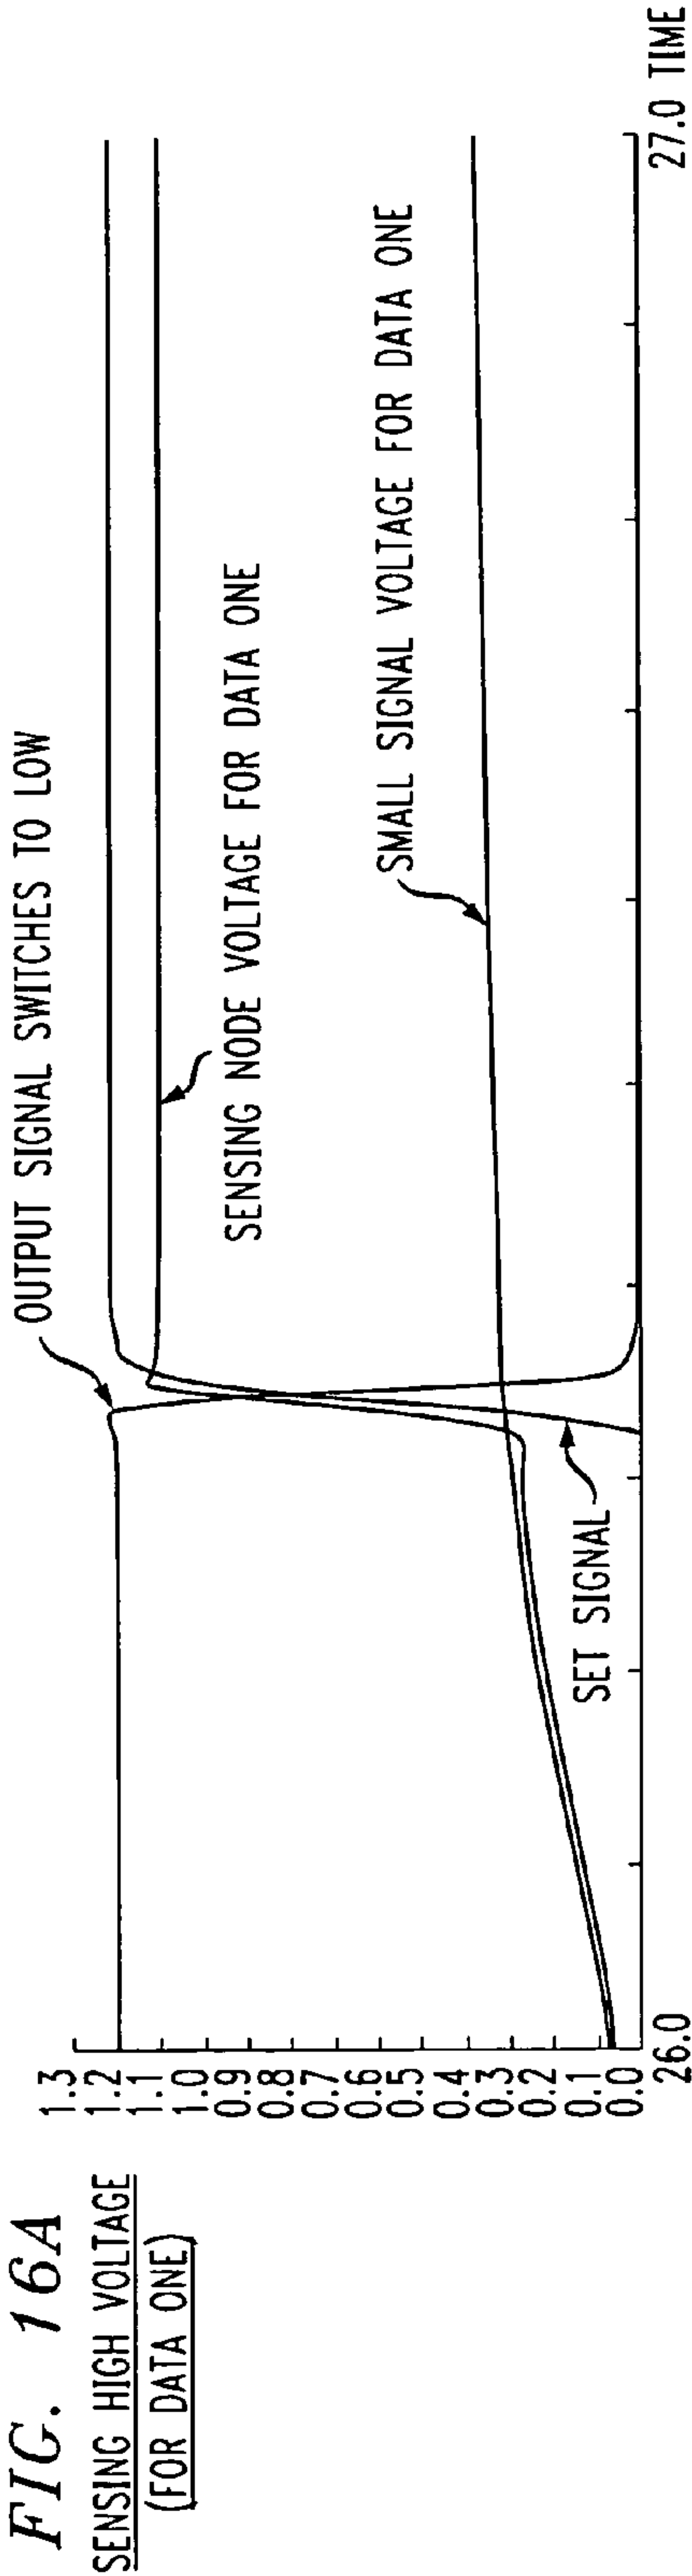 FIG. 16A
SENSING HIGH VOLTAGE
(FOR DATA ONE)
OUTPUT SIGNAL SWITCHES TO LOW
SENSING NODE VOLTAGE FOR DATA ONE
SMALL SIGNAL VOLTAGE FOR DATA ONE
SET SIGNAL
1.3
1.2
1.1
1.0
0.9
0.8
0.7
0.6
0.5
0.4
0.3
0.2
0.1
0.0
26.0
27.0 TIME